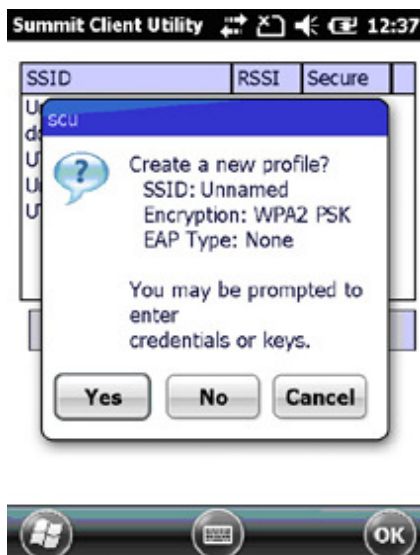 Summit Client Utility 12:37
SSID RSSI Secure
scu
Create a new profile?
SSID: Unnamed
Encryption: WPA2 PSK
EAP Type: None
You may be prompted to
enter
credentials or keys.
Yes No Cancel
OK